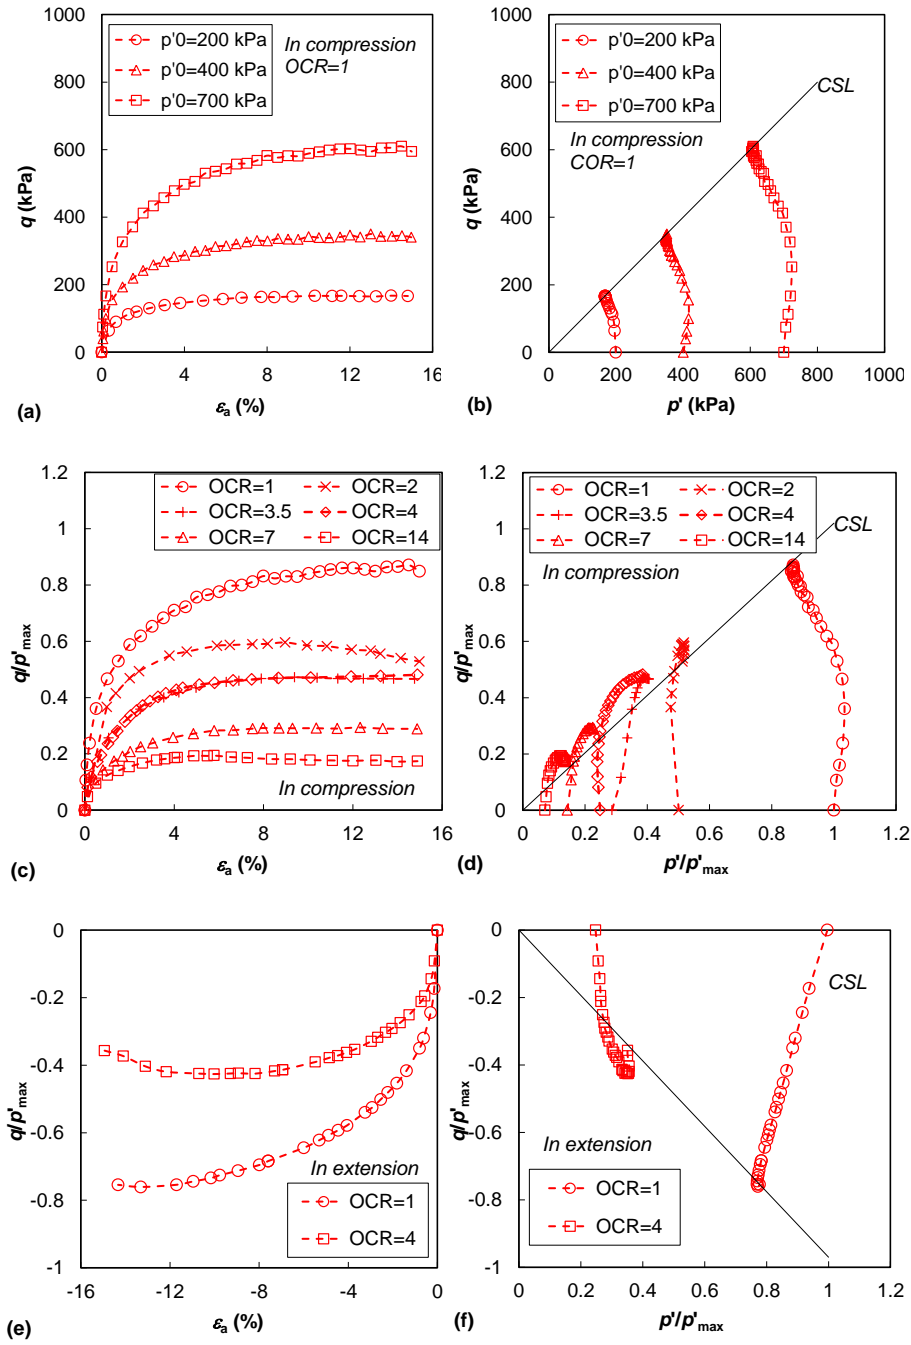 1000
800
600
400
200
0
q (kPa)
p'0=200 kPa
p'0=400 kPa
p'0=700 kPa
In compression
OCR=1
0 4 8 12 16
εa (%)
(a)
1000
800
600
400
200
0
q (kPa)
p'0=200 kPa
p'0=400 kPa
p'0=700 kPa
In compression
COR=1
CSL
0 200 400 600 800 1000
p' (kPa)
(b)
1.2
1
0.8
0.6
0.4
0.2
0
q/p'max
OCR=1 OCR=2
OCR=3.5 OCR=4
OCR=7 OCR=14
In compression
0 4 8 12 16
εa (%)
(c)
1.2
1
0.8
0.6
0.4
0.2
0
q/p'max
OCR=1 OCR=2
OCR=3.5 OCR=4
OCR=7 OCR=14
In compression
CSL
0 0.2 0.4 0.6 0.8 1 1.2
p'/p'max
(d)
0
-0.2
-0.4
-0.6
-0.8
-1
q/p'max
In extension
OCR=1
OCR=4
-16 -12 -8 -4 0
εa (%)
(e)
0
-0.2
-0.4
-0.6
-0.8
-1
q/p'max
CSL
In extension
OCR=1
OCR=4
0 0.2 0.4 0.6 0.8 1 1.2
p'/p'max
(f)